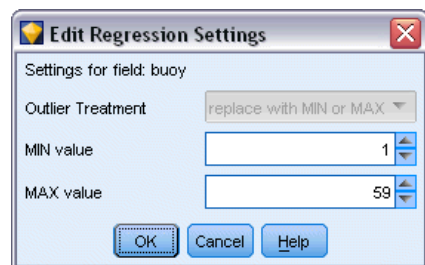 Edit Regression Settings
Settings for field: buoy
Outlier Treatment replace with MIN or MAX
MIN value 1
MAX value 59
OK Cancel Help